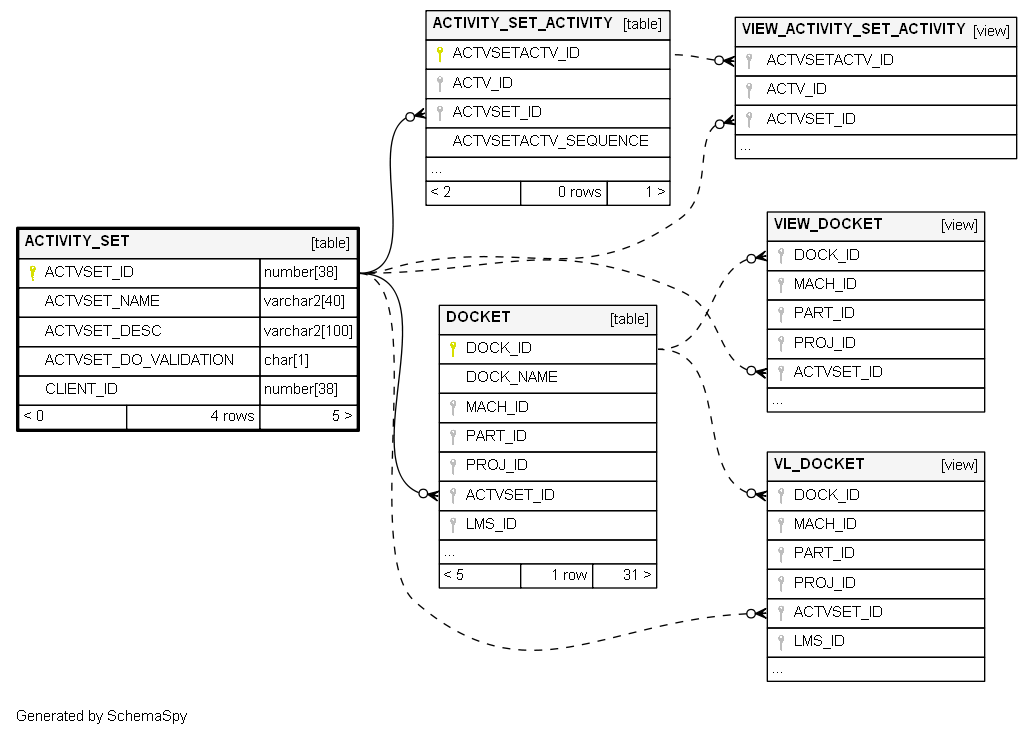 ACTIVITY_SET_ACTIVITY [table]
ACTVSETACTV_ID
ACTV_ID
ACTVSET_ID
ACTVSETACTV_SEQUENCE
...
< 2 0 rows 1 >
VIEW_ACTIVITY_SET_ACTIVITY [view]
ACTVSETACTV_ID
ACTV_ID
ACTVSET_ID
...
ACTIVITY_SET [table]
ACTVSET_ID number[38]
ACTVSET_NAME varchar2[40]
ACTVSET_DESC varchar2[100]
ACTVSET_DO_VALIDATION char[1]
CLIENT_ID number[38]
< 0 4 rows 5 >
DOCKET [table]
DOCK_ID
DOCK_NAME
MACH_ID
PART_ID
PROJ_ID
ACTVSET_ID
LMS_ID
...
< 5 1 row 31 >
VIEW_DOCKET [view]
DOCK_ID
MACH_ID
PART_ID
PROJ_ID
ACTVSET_ID
...
VL_DOCKET [view]
DOCK_ID
MACH_ID
PART_ID
PROJ_ID
ACTVSET_ID
LMS_ID
...
Generated by SchemaSpy